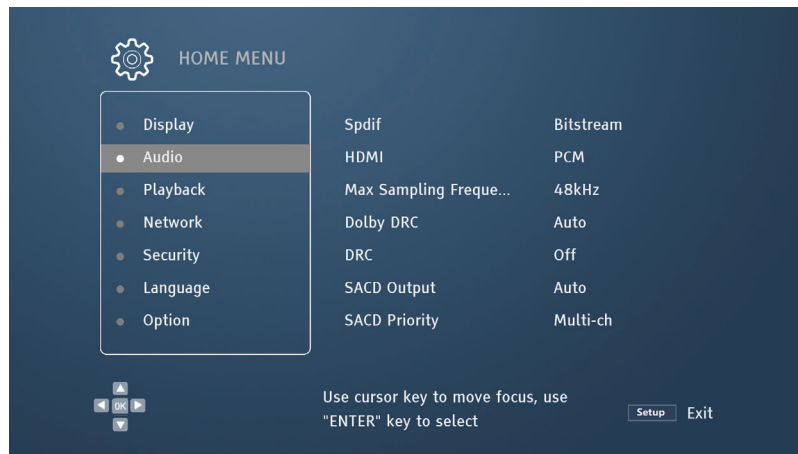 HOME MENU
Display
Audio
Playback
Network
Security
Language
Option
Spdif Bitstream
HDMI PCM
Max Sampling Freque... 48kHz
Dolby DRC Auto
DRC Off
SACD Output Auto
SACD Priority Multi-ch
OK
Use cursor key to move focus, use
"ENTER" key to select
Setup Exit